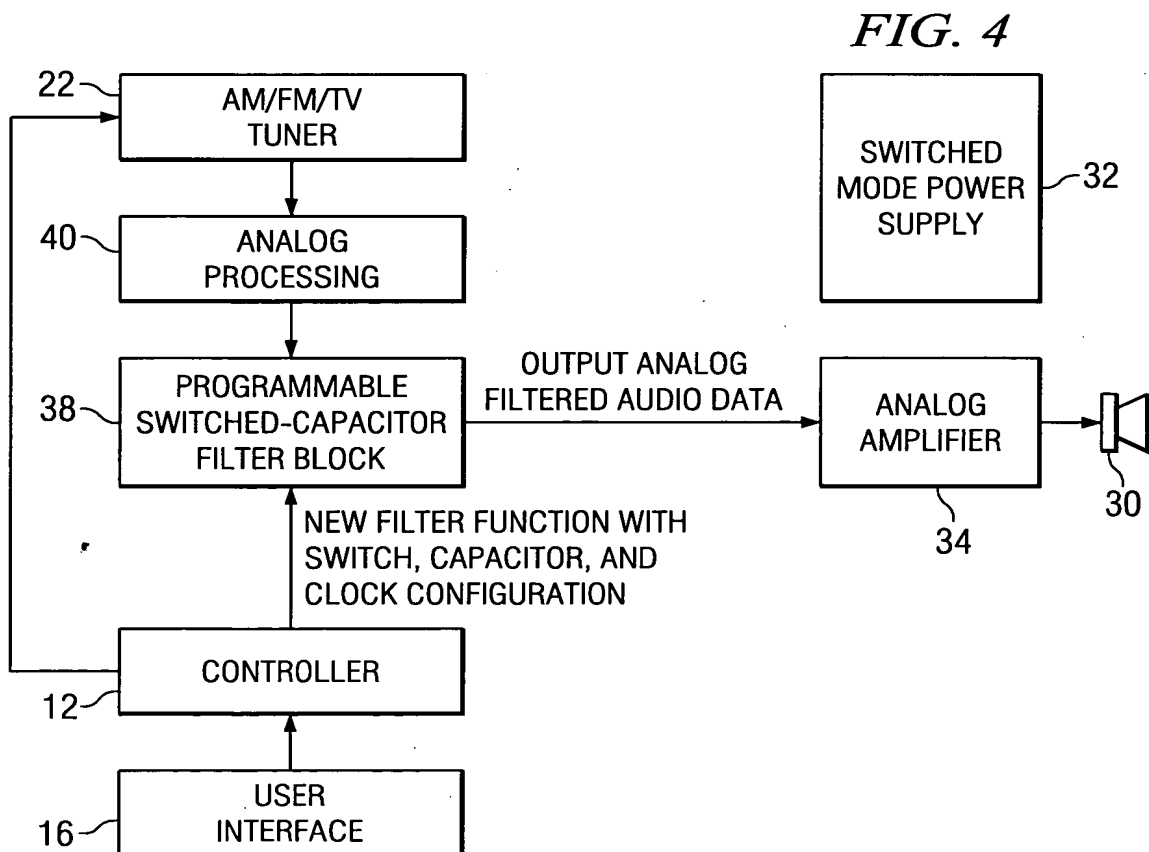 FIG. 4
22
AM/FM/TV
TUNER
40
ANALOG
PROCESSING
SWITCHED
MODE POWER
SUPPLY
32
38
PROGRAMMABLE
SWITCHED-CAPACITOR
FILTER BLOCK
OUTPUT ANALOG
FILTERED AUDIO DATA
ANALOG
AMPLIFIER
34
30
NEW FILTER FUNCTION WITH
SWITCH, CAPACITOR, AND
CLOCK CONFIGURATION
CONTROLLER
12
USER
INTERFACE
16